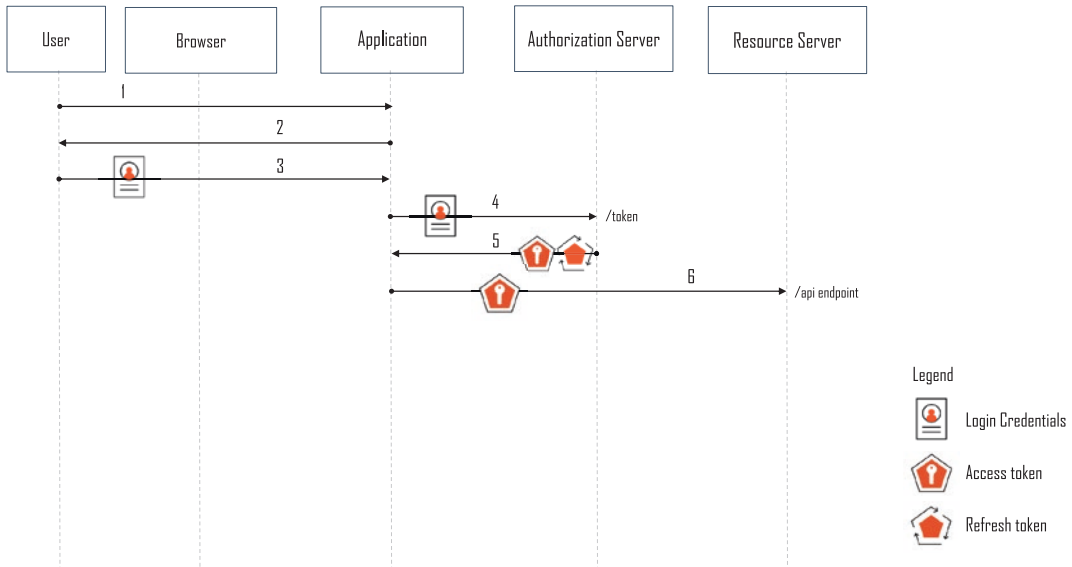 User
Browser
Application
Authorization Server
Resource Server
1
2
3
4
/token
5
6
/api endpoint
Legend
Login Credentials
Access token
Refresh token